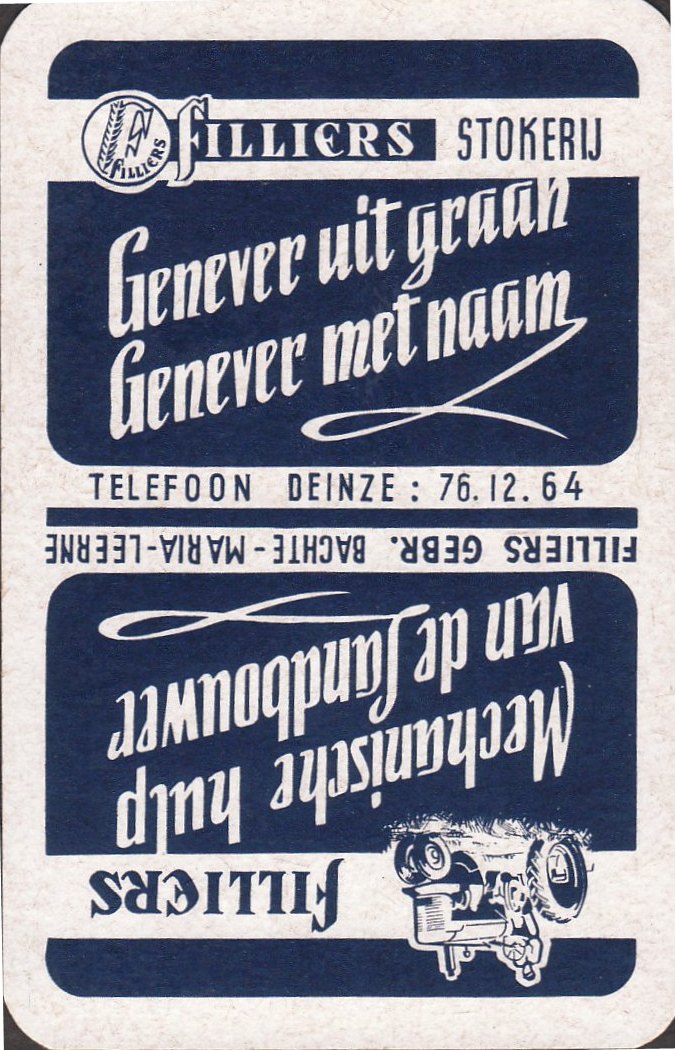 FILLIERS
FILLIERS STOKERIJ
Genever uit graan
Genever met naam
TELEFOON DEINZE : 76.12.64
FILLIERS GEBR. BACHTE-MARIA-LEERNE
FILLIERS
Mechanische hulp
van de landbouwer